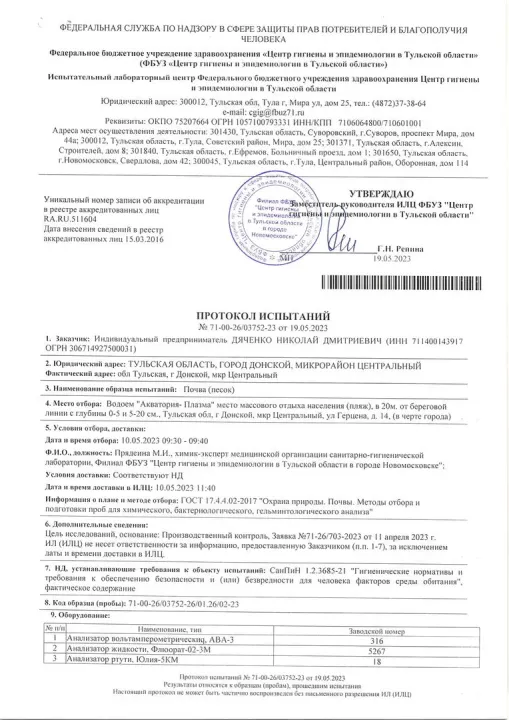 ФЕДЕРАЛЬНАЯ СЛУЖБА ПО НАДЗОРУ В СФЕРЕ ЗАЩИТЫ ПРАВ ПОТРЕБИТЕЛЕЙ И БЛАГОПОЛУЧИЯ
ЧЕЛОВЕКА
Федеральное бюджетное учреждение здравоохранения «Центр гигиены и эпидемиологии в Тульской области»
(ФБУЗ «Центр гигиены и эпидемиологии в Тульской области»)
Испытательный лабораторный центр Федерального бюджетного учреждения здравоохранения Центр гигиены
и эпидемиологии в Тульской области
Юридический адрес: 300012, Тульская обл, Тула г, Мира ул, дом 25, тел.: (4872)37-38-64
e-mail: cgig@fbuz71.ru
Реквизиты: ОКПО 75207664 ОГРН 1057100793331 ИНН/КПП 7106064800/710601001
Адреса мест осуществления деятельности: 301430, Тульская область, Суворовский, г.Суворов, проспект Мира, дом
44а; 300012, Тульская область, г.Тула, Советский район, Мира, дом 25; 301371, Тульская область, г.Алексин,
Строителей, дом 8; 301840, Тульская область, г.Ефремов, Больничный проезд, дом 1; 301650, Тульская область,
г.Новомосковск, Свердлова, дом 42; 300045, Тульская область, г.Тула, Центральный район, Оборонная, дом 114
УТВЕРЖДАЮ
Заместитель руководителя ИЛЦ ФБУЗ "Центр
гигиены и эпидемиологии в Тульской области"
Уникальный номер записи об аккредитации
в реестре аккредитованных лиц
RA.RU.511604
Дата внесения сведений в реестр
аккредитованных лиц 15.03.2016
Филиал ФБУЗ
"Центр гигиены
и эпидемиологии
в Тульской области
в городе
Новомосковске"
МП
Г.Н. Репина
19.05.2023
ПРОТОКОЛ ИСПЫТАНИЙ
№ 71-00-26/03752-23 от 19.05.2023
1. Заказчик: Индивидуальный предприниматель ДЯЧЕНКО НИКОЛАЙ ДМИТРИЕВИЧ (ИНН 711400143917
ОГРН 306714927500031)
2. Юридический адрес: ТУЛЬСКАЯ ОБЛАСТЬ, ГОРОД ДОНСКОЙ, МИКРОРАЙОН ЦЕНТРАЛЬНЫЙ
Фактический адрес: обл Тульская, г Донской, мкр Центральный
3. Наименование образца испытаний: Почва (песок)
4. Место отбора: Водоем "Акватория- Плазма" место массового отдыха населения (пляж), в 20м. от береговой
линии с глубины 0-5 и 5-20 см., Тульская обл, г Донской, мкр Центральный, ул Герцена, д. 14, (в черте города)
5. Условия отбора, доставки:
Дата и время отбора: 10.05.2023 09:30 - 09:40
Ф.И.О., должность: Пряденна М.И., химик-эксперт медицинской организации санитарно-гигиенической
лаборатории, Филиал ФБУЗ "Центр гигиены и эпидемиологии в Тульской области в городе Новомосковске";
Условия доставки: Соответствуют НД
Дата и время доставки в ИЛЦ: 10.05.2023 11:40
Информация о плане и методе отбора: ГОСТ 17.4.4.02-2017 "Охрана природы. Почвы. Методы отбора и
подготовки проб для химического, бактериологического, гельминтологического анализа"
6. Дополнительные сведения:
Цель исследований, основание: Производственный контроль, Заявка №71-26/703-2023 от 11 апреля 2023 г.
ИЛ (ИЛЦ) не несет ответственности за информацию, предоставленную Заказчиком (п.п. 1-7), за исключением
даты и времени доставки в ИЛЦ.
7. НД, устанавливающие требования к объекту испытаний: СанПиН 1.2.3685-21 "Гигиенические нормативы и
требования к обеспечению безопасности и (или) безвредности для человека факторов среды обитания",
фактическое содержание
8. Код образца (пробы): 71-00-26/03752-26/01.26/02-23
9. Оборудование:
№ п/п Наименование, тип Заводской номер
1 Анализатор вольтамперометрический, АВА-3 316
2 Анализатор жидкости, Флюорат-02-3М 5267
3 Анализатор ртути, Юлия-5КМ 18
Протокол испытаний № 71-00-26/03752-23 от 19.05.2023
Результаты относятся к образцам (пробам), прошедшим испытания
Настоящий протокол не может быть частично воспроизведен без письменного разрешения ИЛ (ИЛЦ)